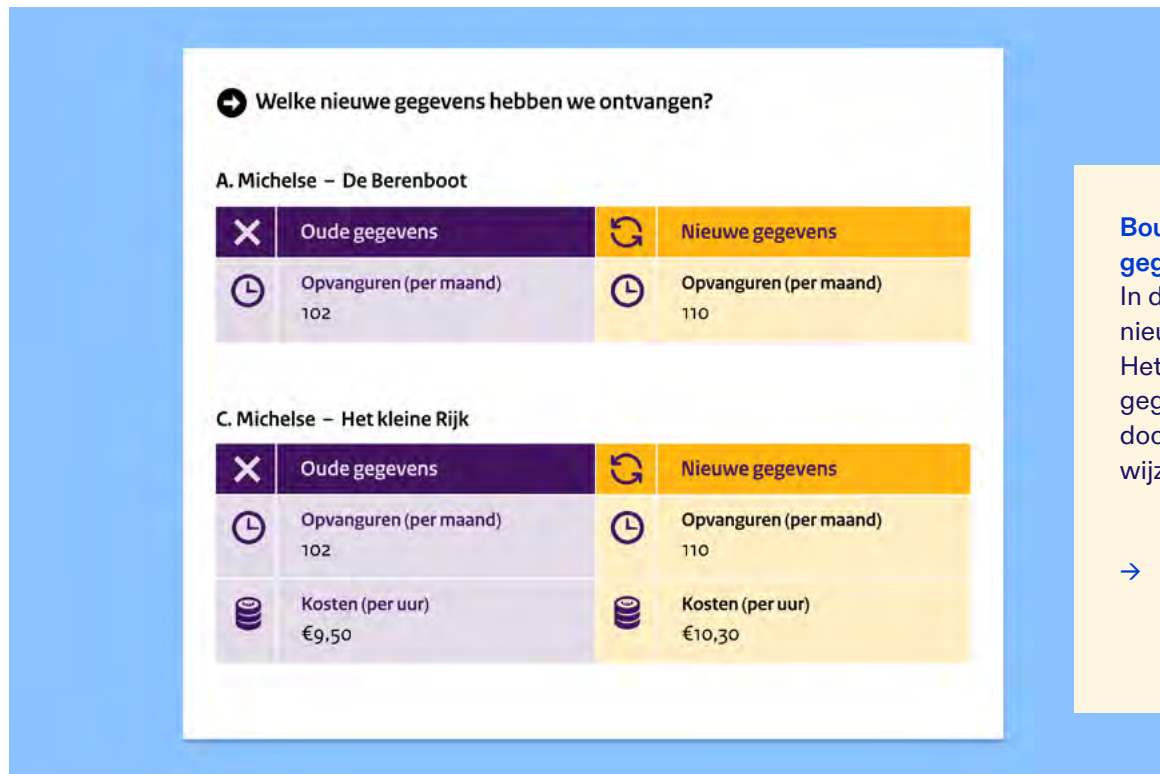 Welke nieuwe gegevens hebben we ontvangen?
A. Michelse – De Berenboot
Oude gegevens
Nieuwe gegevens
Opvanguren (per maand)
102
Opvanguren (per maand)
110
C. Michelse – Het kleine Rijk
Oude gegevens
Nieuwe gegevens
Opvanguren (per maand)
102
Opvanguren (per maand)
110
Kosten (per uur)
€9,50
Kosten (per uur)
€10,30
In
Het